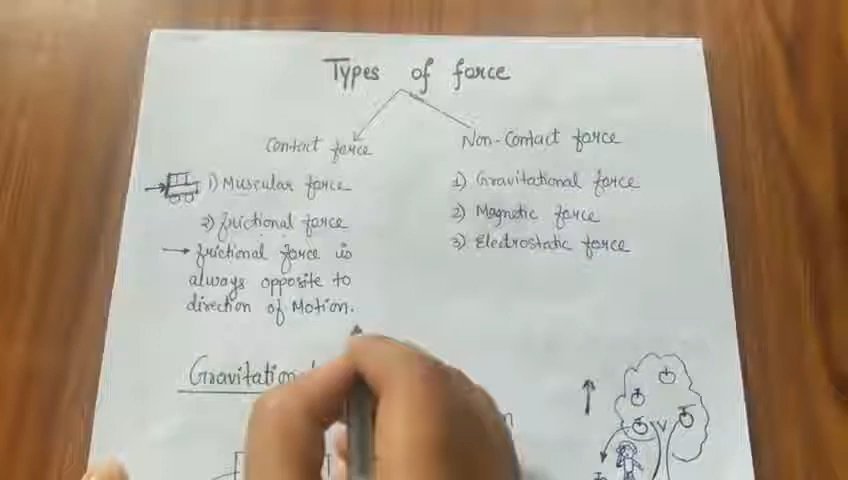 Types of force
Contact force
Non-Contact force
1) Muscular force
2) frictional force
→ frictional force is
always opposite to
direction of Motion.
1) Gravitational force
2) Magnetic force
3) Electrostatic force